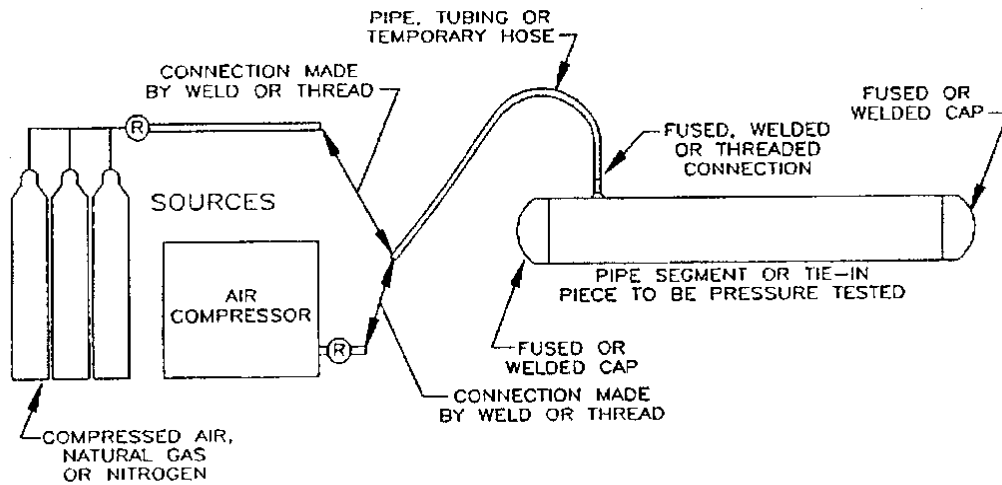 PIPE, TUBING OR
TEMPORARY HOSE
CONNECTION MADE
BY WELD OR THREAD
FUSED OR
WELDED CAP
R
FUSED, WELDED
OR THREADED
CONNECTION
SOURCES
AIR
COMPRESSOR
R
PIPE SEGMENT OR TIE-IN
PIECE TO BE PRESSURE TESTED
FUSED OR
WELDED CAP
CONNECTION MADE
BY WELD OR THREAD
COMPRESSED AIR,
NATURAL GAS
OR NITROGEN